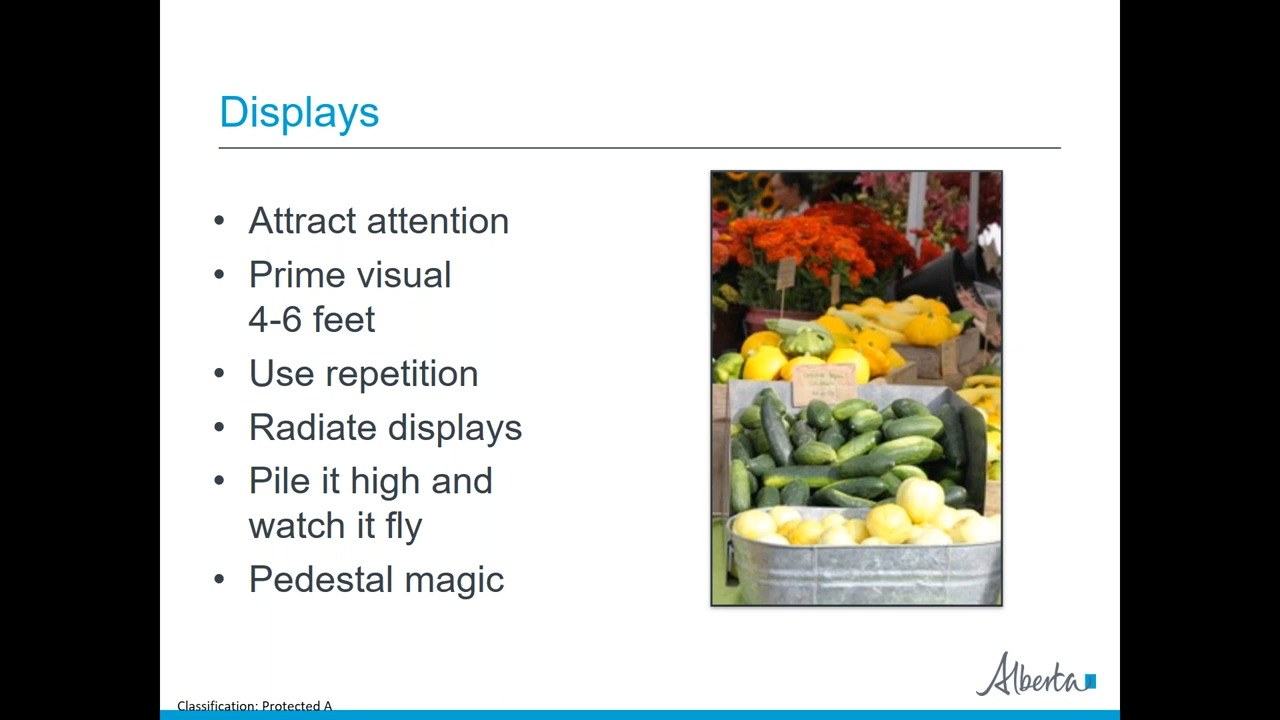 Displays
• Attract attention
• Prime visual
4-6 feet
• Use repetition
• Radiate displays
• Pile it high and
watch it fly
• Pedestal magic
Alberta
Classification: Protected A